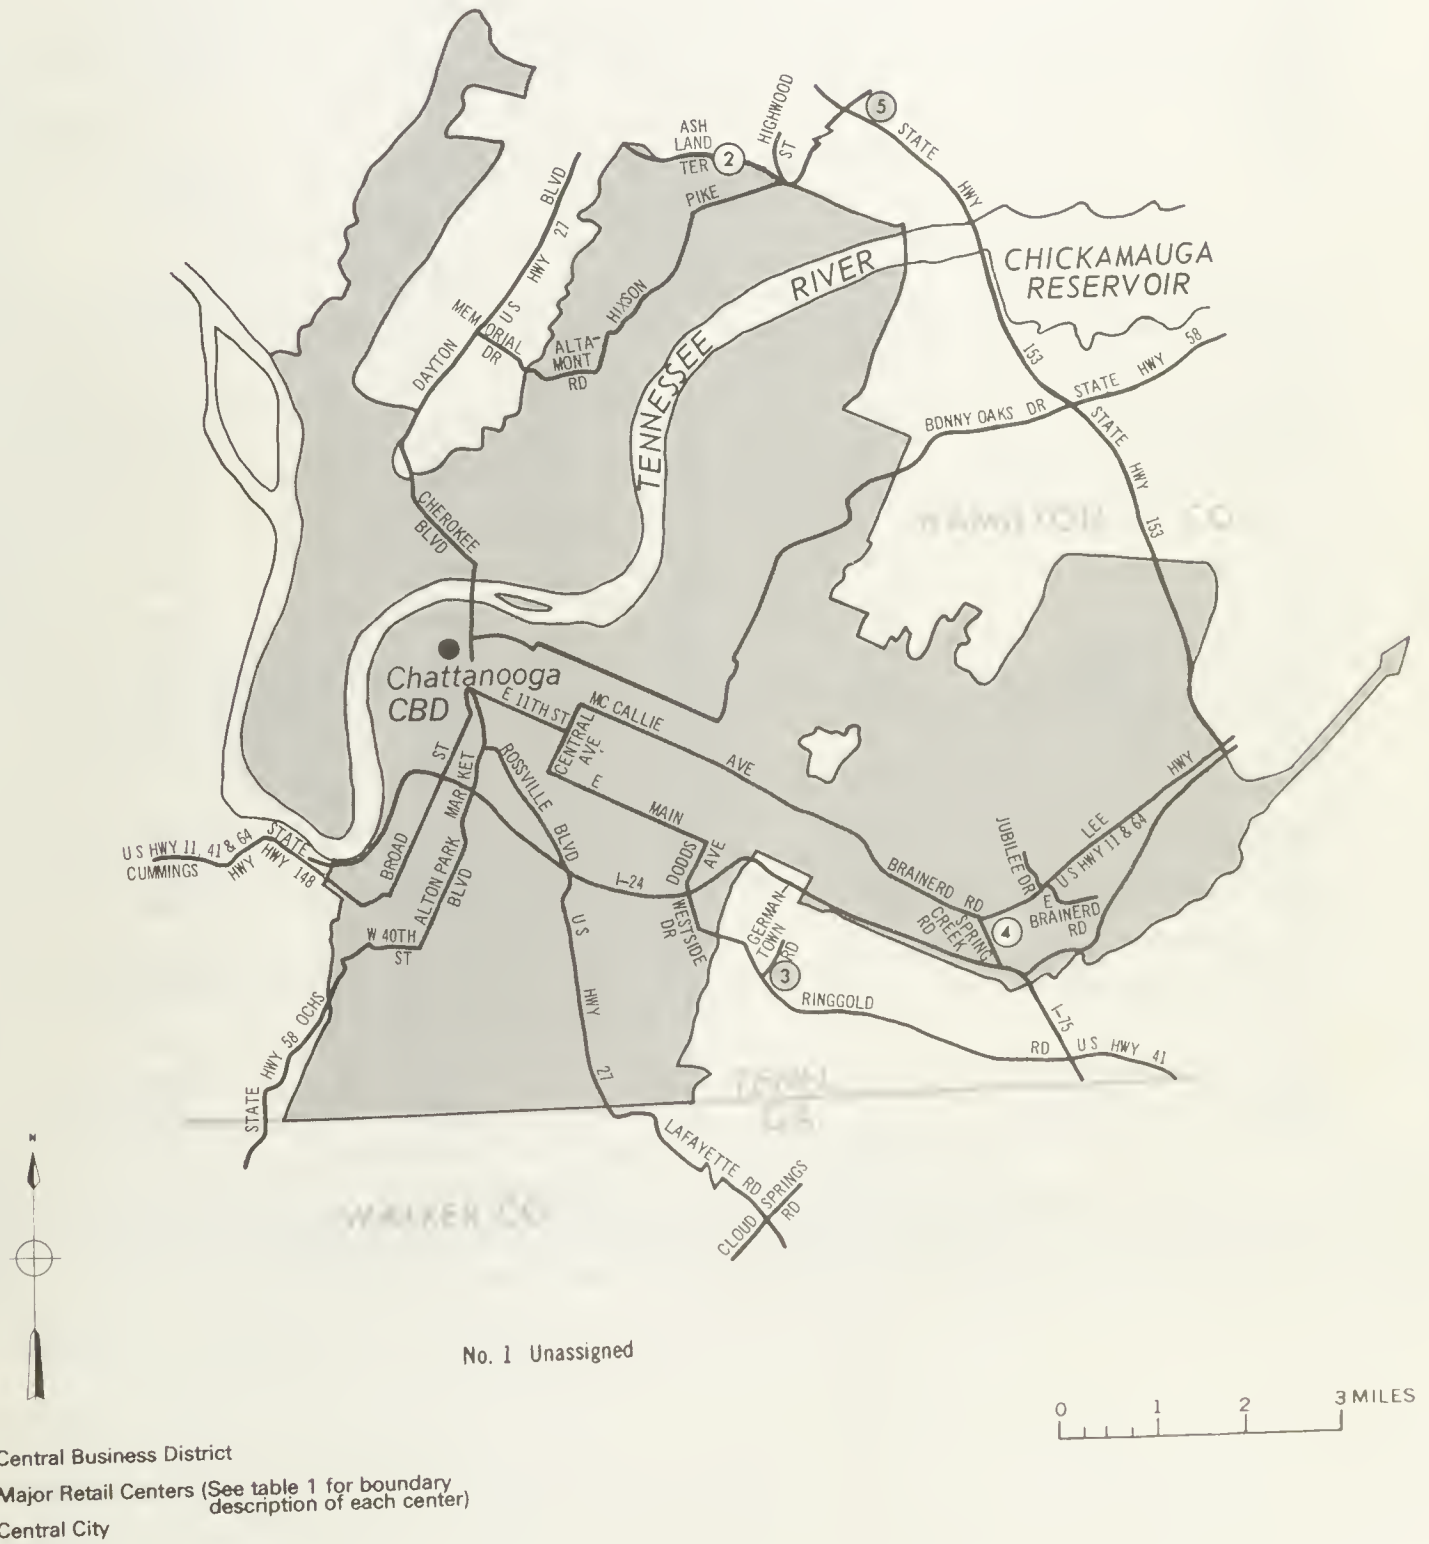 HIGHWOOD
ST
5
STATE
HWY
ASH
LAND
TER
2
PIKE
BLVD
US HWY 27
CHICKAMAUGA
RESERVOIR
TENNESSEE RIVER
HIXSON
MEMORIAL
DR
DAYTON
ALTA-
MONT
RD
153
STATE HWY 58
BONNY OAKS DR
STATE
HWY
153
HAMILTON CO
CHEROKEE
BLVD
Chattanooga
CBD
E 11TH ST
MC CALLIE
AVE
CENTRAL
AVE
ST
MARKET
ROSSVILLE
BLVD
E
MAIN
HWY
LEE
US HWY 11 & 64
JUBILEE DR
US HWY 11, 41 & 64
CUMMINGS
HWY
STATE
HWY 148
BROAD
ALTON PARK
BLVD
I-24
DODDS
AVE
BRAINERD RD
E
BRAINERD
RD
SPRING
CREEK
RD
4
W 40TH
ST
US
HWY
27
WESTSIDE
DR
GERMAN-
TOWN
RD
3
RINGGOLD
RD
I-75
US HWY 41
STATE HWY 58 OCHS
TENN
GA
LAFAYETTE RD
CLOUD SPRINGS
RD
WALKER CO
N
No. 1 Unassigned
0 1 2 3 MILES
Central Business District
Major Retail Centers (See table 1 for boundary
description of each center)
Central City